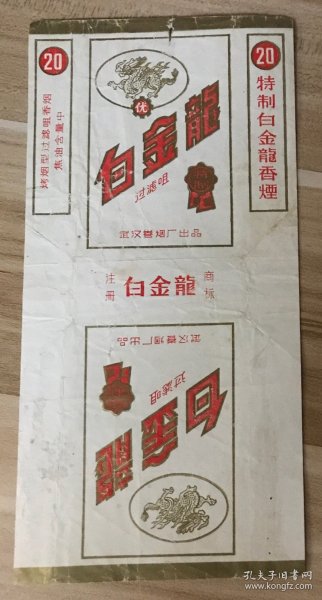 20
烤烟型过滤咀香烟
焦油含量中
优
白金龍
过滤咀
武汉卷烟厂出品
20
特制白金龍香煙
注册
白金龍
商标
武汉卷烟厂出品
过滤咀
白金龍
孔夫子旧书网